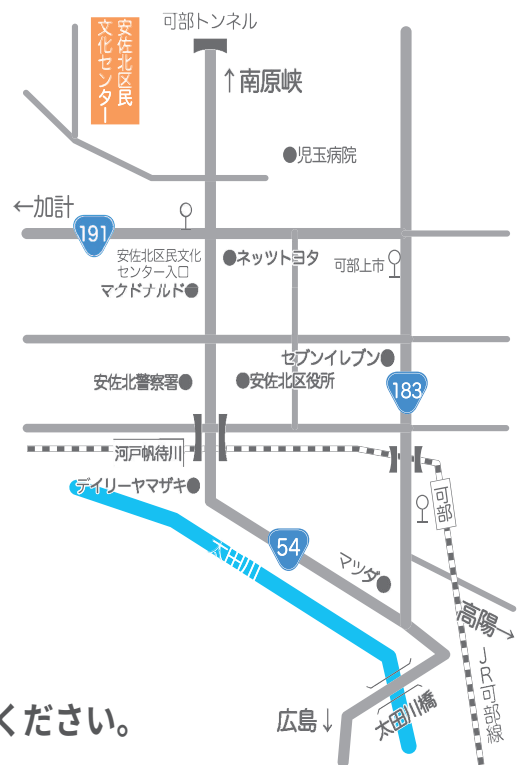 可部トンネル
安佐北区民
文化センター
↑南原峡
児玉病院
←加計
191
安佐北区民文化
センター入口
ネッツトヨタ
可部上市
マクドナルド
セブンイレブン
安佐北警察署
安佐北区役所
183
河戸帆待川
デイリーヤマザキ
可部
太田川
54
マツダ
高陽→
JR可部線
太田川橋
広島↓
ください。